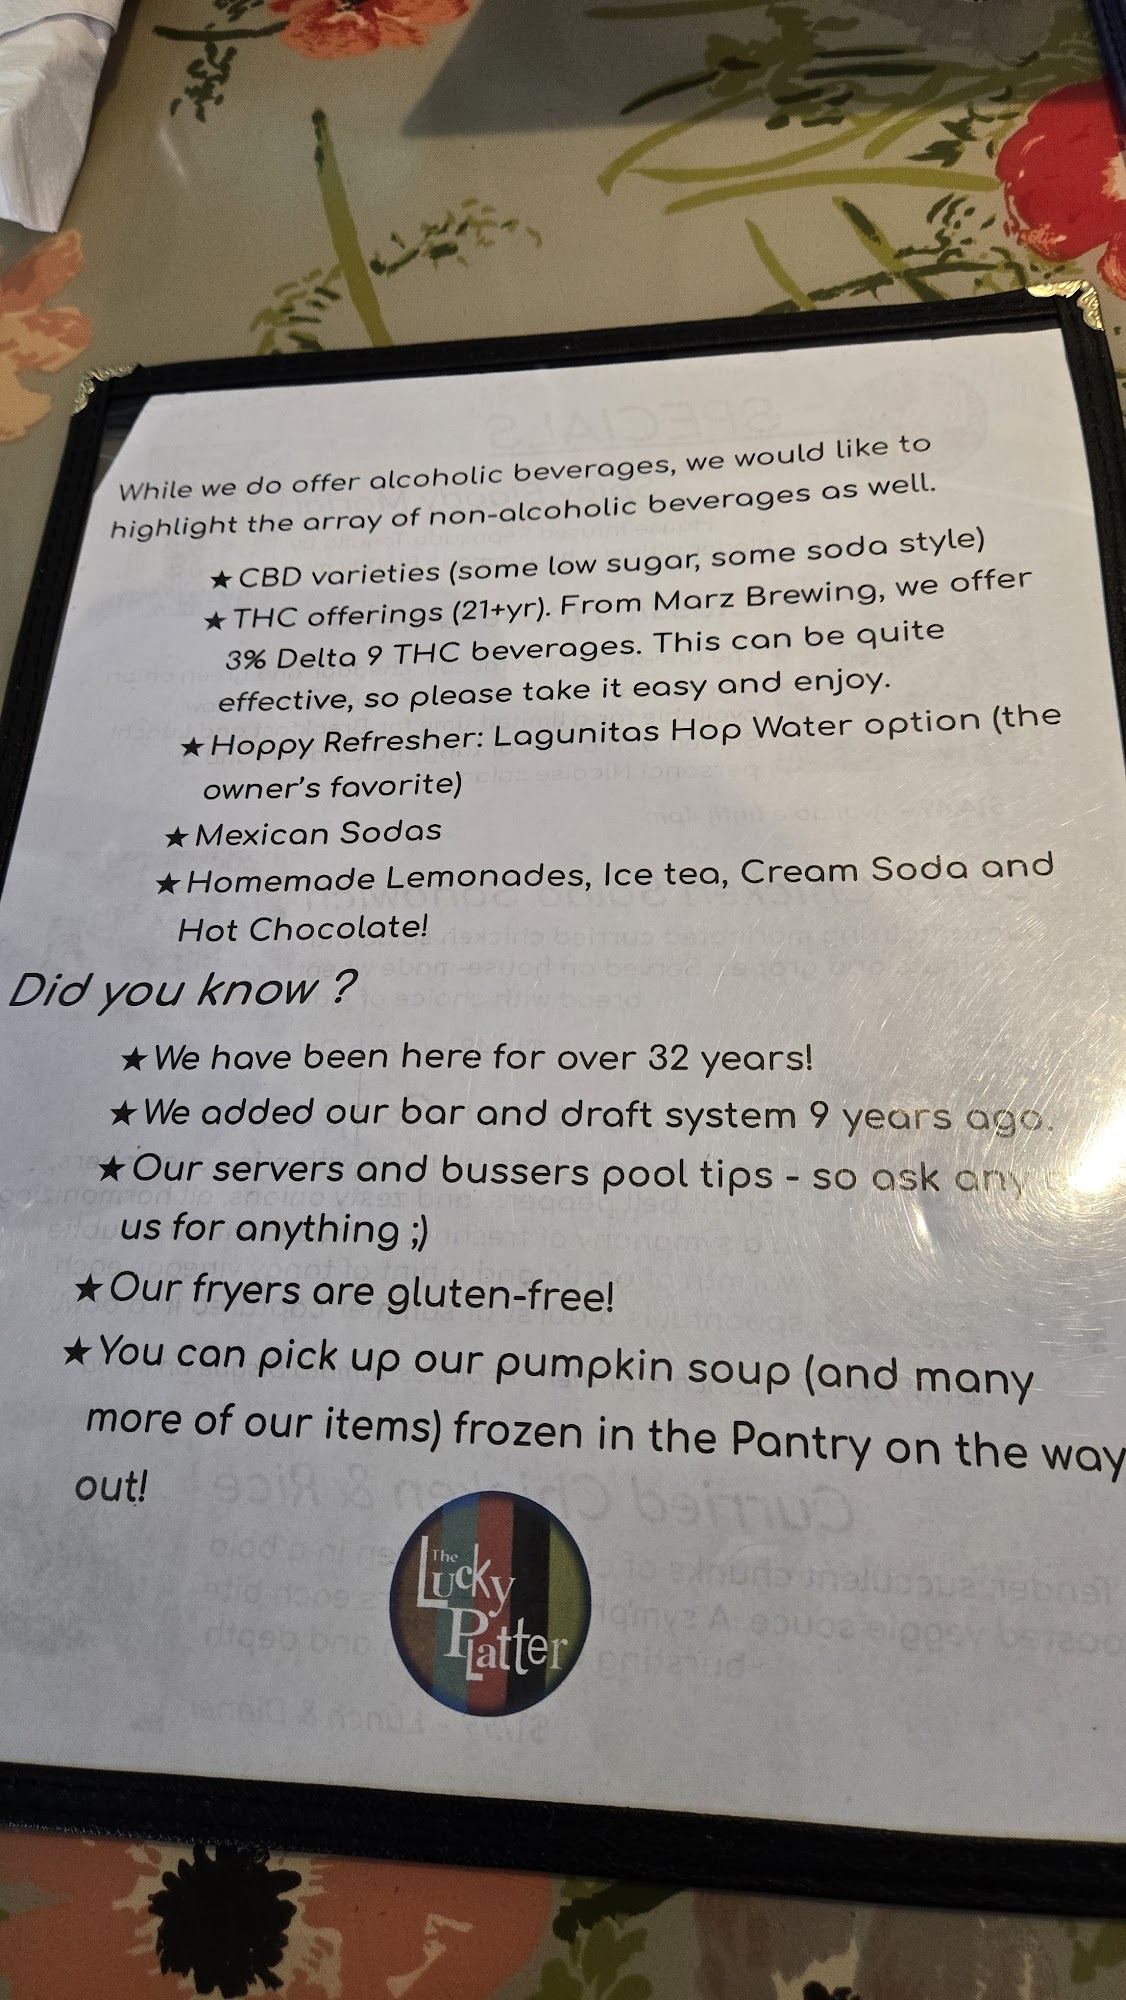 While we do offer alcoholic beverages, we would like to
highlight the array of non-alcoholic beverages as well.
★ CBD varieties (some low sugar, some soda style)
★ THC offerings (21+yr). From Marz Brewing, we offer
3% Delta 9 THC beverages. This can be quite
effective, so please take it easy and enjoy.
★ Hoppy Refresher: Lagunitas Hop Water option (the
owner's favorite)
★ Mexican Sodas
★ Homemade Lemonades, Ice tea, Cream Soda and
Hot Chocolate!
Did you know ?
★ We have been here for over 32 years!
★ We added our bar and draft system 9 years ago.
★ Our servers and bussers pool tips - so ask any
us for anything ;)
★ Our fryers are gluten-free!
★ You can pick up our pumpkin soup (and many
more of our items) frozen in the Pantry on the way
out!
The
Lucky
Platter